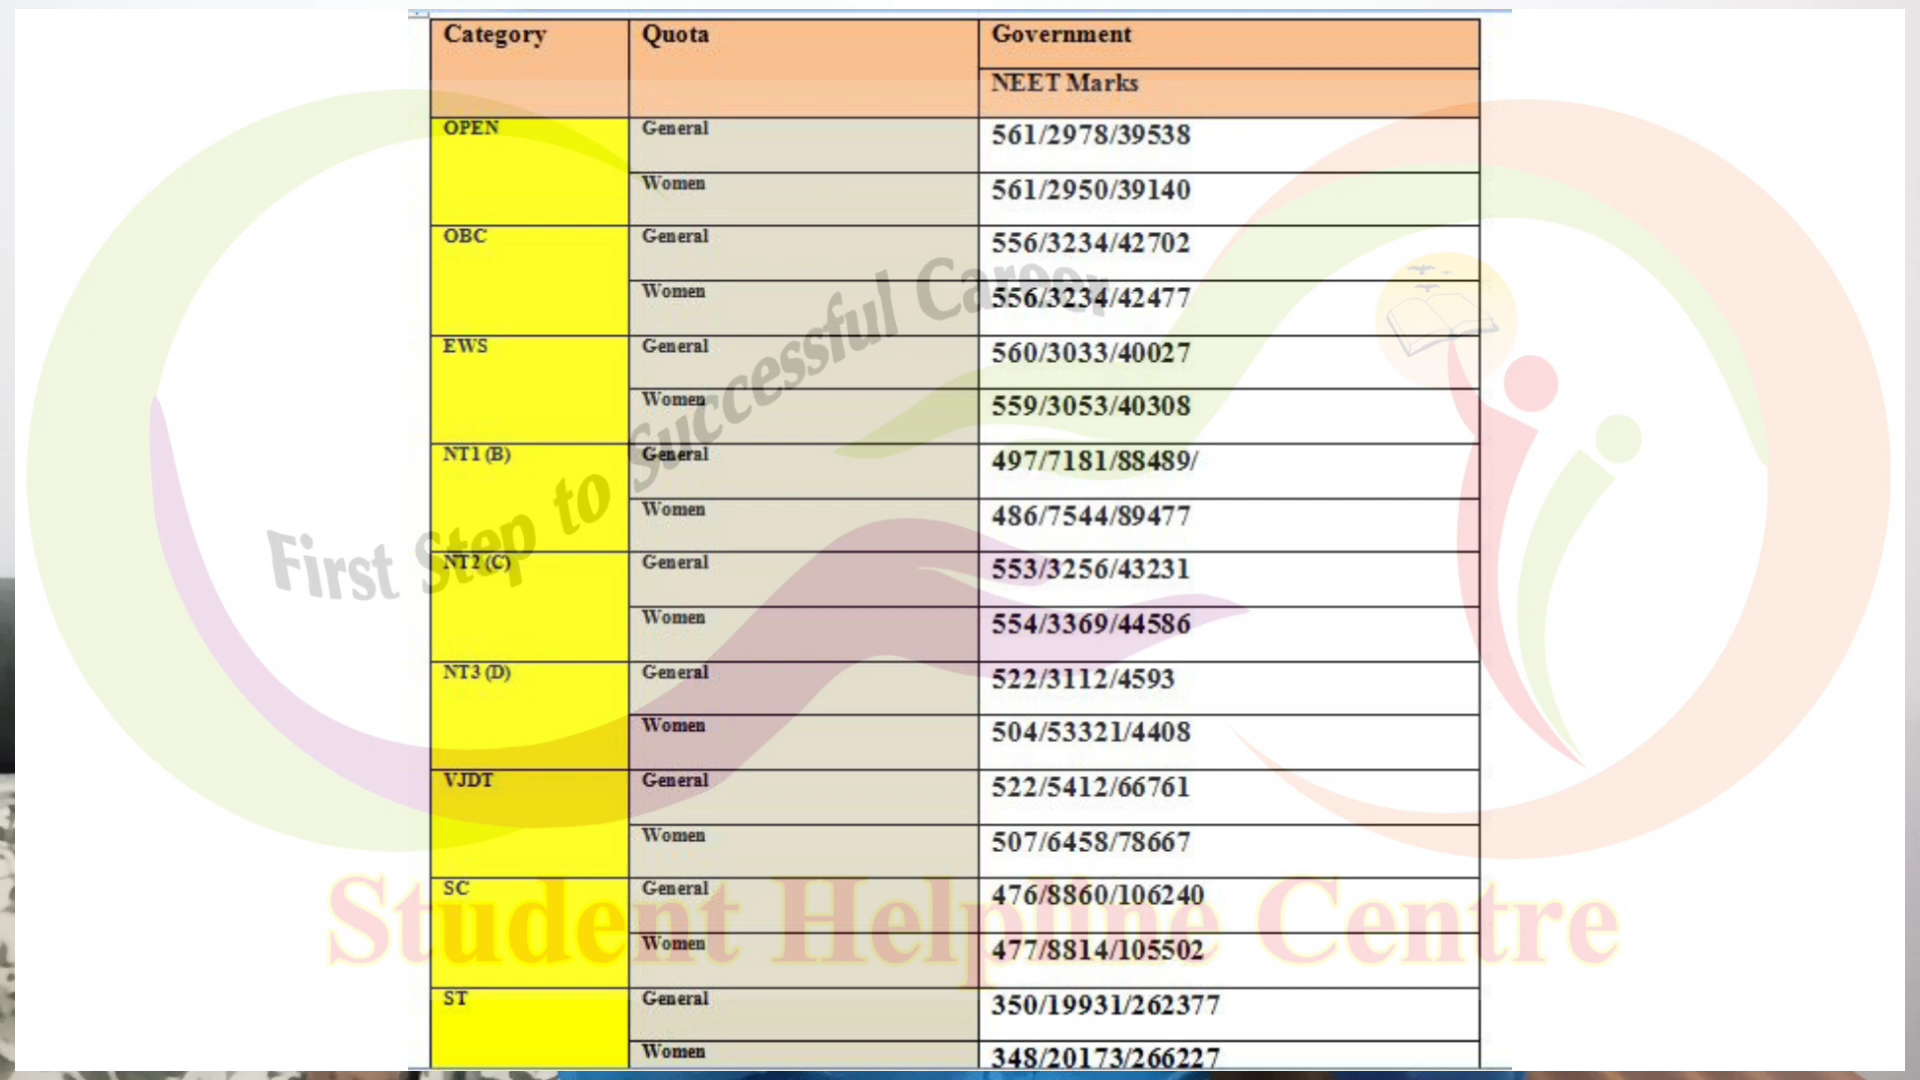 Category Quota Government
NEET Marks
OPEN General 561/2978/39538
Women 561/2950/39140
OBC General 556/3234/42702
Women 556/3234/42477
EWS General 560/3033/40027
Women 559/3053/40308
NT1 (B) General 497/7181/88489/
Women 486/7544/89477
NT2 (C) General 553/3256/43231
Women 554/3369/44586
NT3 (D) General 522/3112/4593
Women 504/53321/4408
VJDT General 522/5412/66761
Women 507/6458/78667
SC General 476/8860/106240
Women 477/8814/105502
ST General 350/19931/262377
Women 348/20173/266227
First Step to Successful Career
Student Helpline Centre